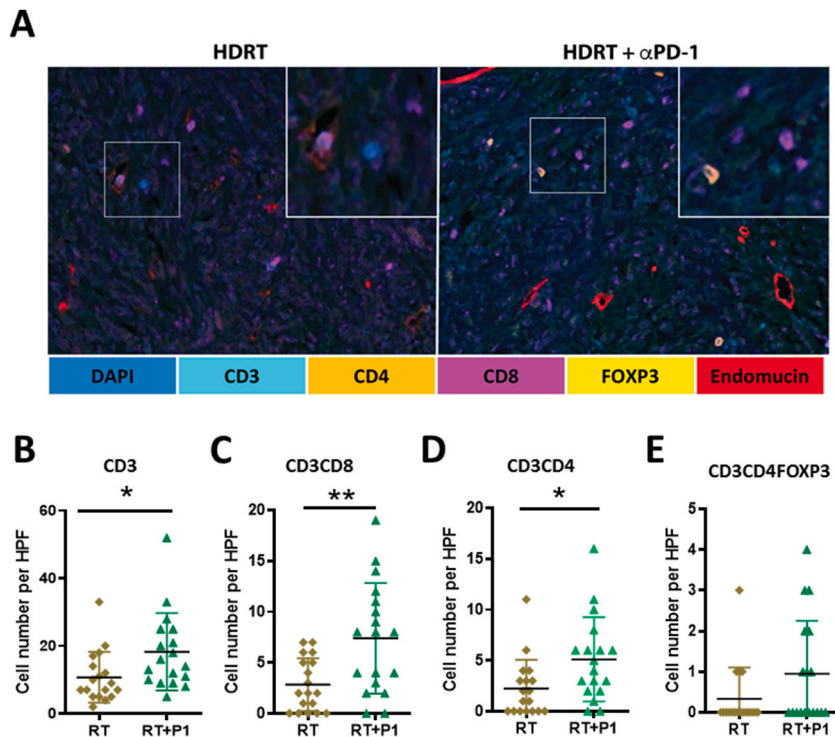 A
HDRT HDRT + αPD-1
DAPI CD3 CD4 CD8 FOXP3 Endomucin
B CD3
*
Cell number per HPF
60
40
20
0
RT RT+P1
C CD3CD8
**
Cell number per HPF
20
15
10
5
0
RT RT+P1
D CD3CD4
*
Cell number per HPF
20
15
10
5
0
RT RT+P1
E CD3CD4FOXP3
Cell number per HPF
5
4
3
2
1
0
RT RT+P1